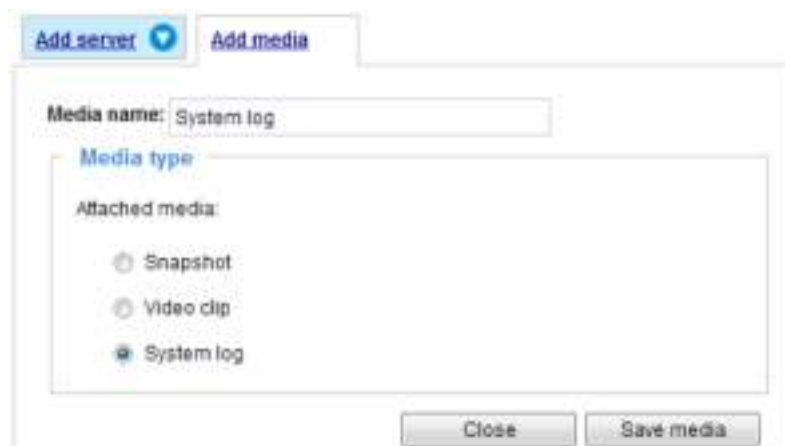 Add server Add media
Media name: System log
Media type
Attached media:
Snapshot
Video clip
System log
Close Save media